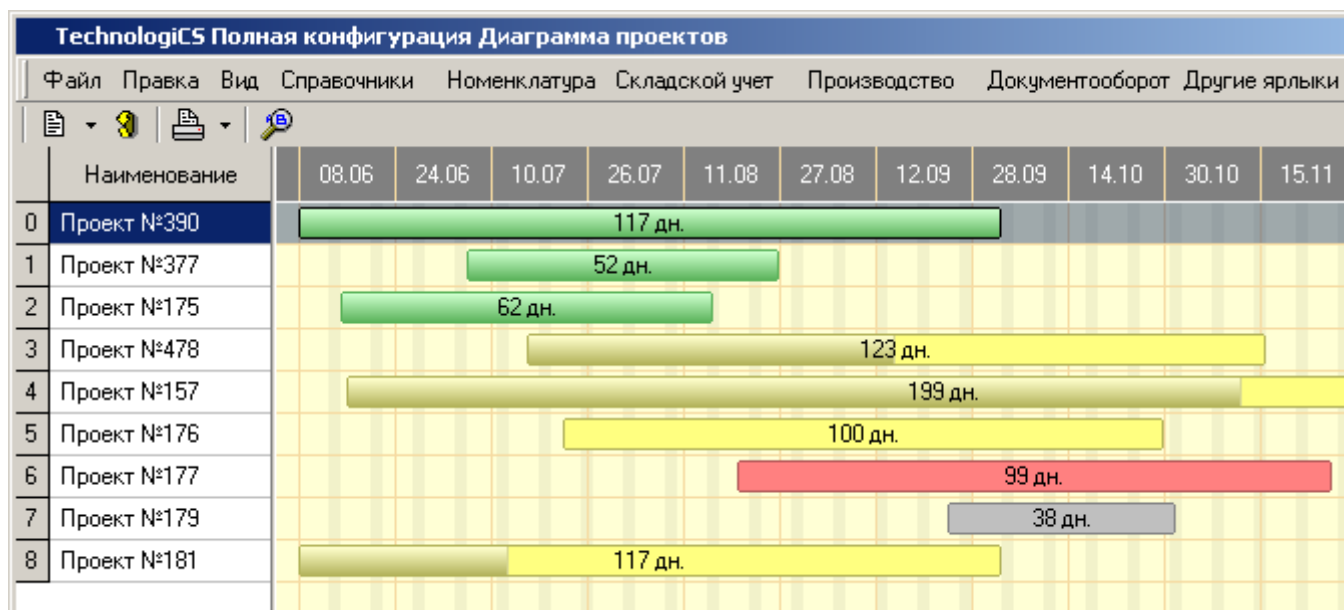 TechnologiCS Полная конфигурация Диаграмма проектов
Файл Правка Вид Справочники Номенклатура Складской учет Производство Документооборот Другие ярлыки
Наименование 08.06 24.06 10.07 26.07 11.08 27.08 12.09 28.09 14.10 30.10 15.11
0 Проект №390 117 дн.
1 Проект №377 52 дн.
2 Проект №175 62 дн.
3 Проект №478 123 дн.
4 Проект №157 199 дн.
5 Проект №176 100 дн.
6 Проект №177 99 дн.
7 Проект №179 38 дн.
8 Проект №181 117 дн.